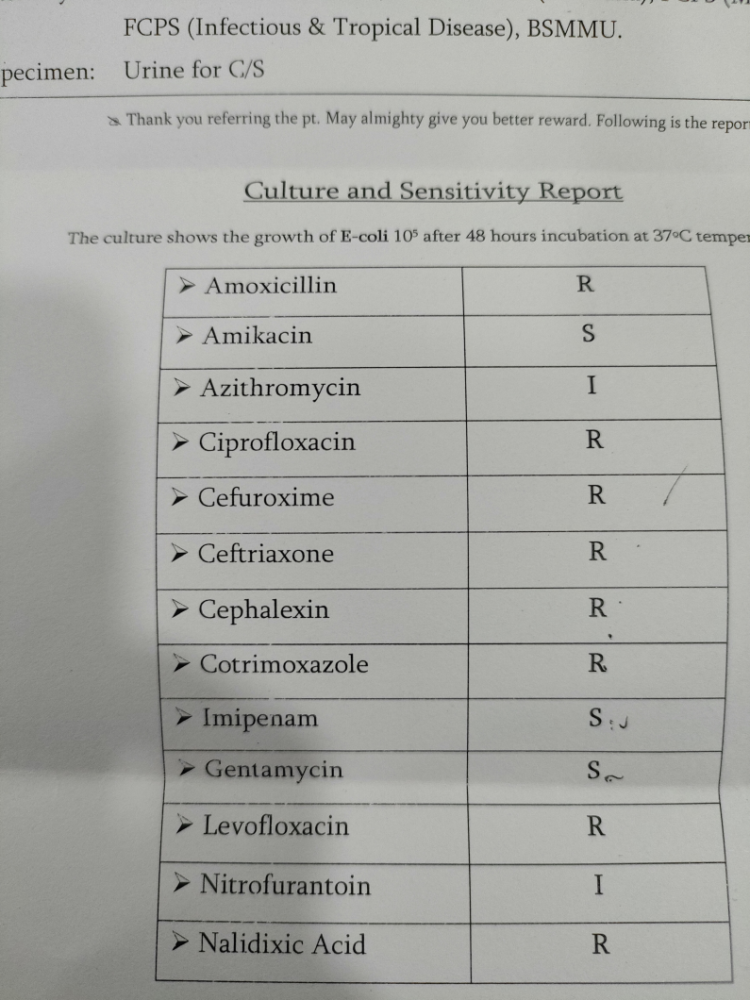 FCPS (Infectious & Tropical Disease), BSMMU.
pecimen: Urine for C/S
Thank you referring the pt. May almighty give you better reward. Following is the repor
Culture and Sensitivity Report
The culture shows the growth of E-coli 10⁵ after 48 hours incubation at 37°C temper
➢ Amoxicillin R
➢ Amikacin S
➢ Azithromycin I
➢ Ciprofloxacin R
➢ Cefuroxime R
➢ Ceftriaxone R
➢ Cephalexin R
➢ Cotrimoxazole R
➢ Imipenam S
➢ Gentamycin S
➢ Levofloxacin R
➢ Nitrofurantoin I
➢ Nalidixic Acid R